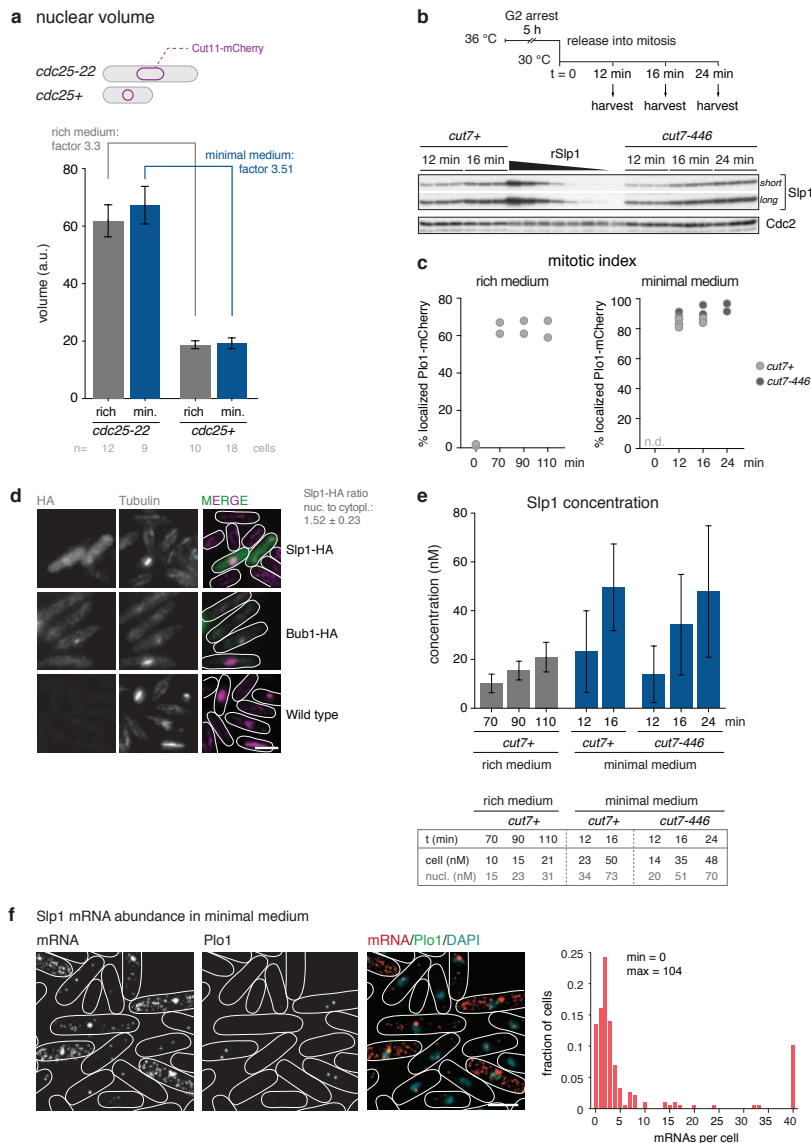 a nuclear volume
Cut11-mCherry
cdc25-22
cdc25+
rich medium:
factor 3.3
minimal medium:
factor 3.51
volume (a.u.)
80
60
40
20
0
rich min. rich min.
cdc25-22 cdc25+
n= 12 9 10 18 cells
b
G2 arrest
5 h
36 °C
release into mitosis
30 °C
t = 0 12 min 16 min 24 min
harvest harvest harvest
cut7+ rSlp1 cut7-446
12 min 16 min 12 min 16 min 24 min
short
long
Slp1
Cdc2
c mitotic index
rich medium minimal medium
% localized Plo1-mCherry
80
60
40
20
0
0 70 90 110 min
% localized Plo1-mCherry
100
80
60
40
20
0
n.d.
0 12 16 24 min
cut7+
cut7-446
d
HA Tubulin MERGE
Slp1-HA ratio
nuc. to cytopl.:
1.52 ± 0.23
Slp1-HA
Bub1-HA
Wild type
e Slp1 concentration
concentration (nM)
80
60
40
20
0
70 90 110 12 16 12 16 24 min
cut7+ cut7+ cut7-446
rich medium minimal medium
rich medium minimal medium
cut7+ cut7+ cut7-446
t (min) 70 90 110 12 16 12 16 24
cell (nM) 10 15 21 23 50 14 35 48
nucl. (nM) 15 23 31 34 73 20 51 70
f Slp1 mRNA abundance in minimal medium
mRNA Plo1 mRNA/Plo1/DAPI
fraction of cells
0.25
0.2
0.15
0.1
0.05
0
min = 0
max = 104
0 5 10 15 20 25 30 35 40
mRNAs per cell